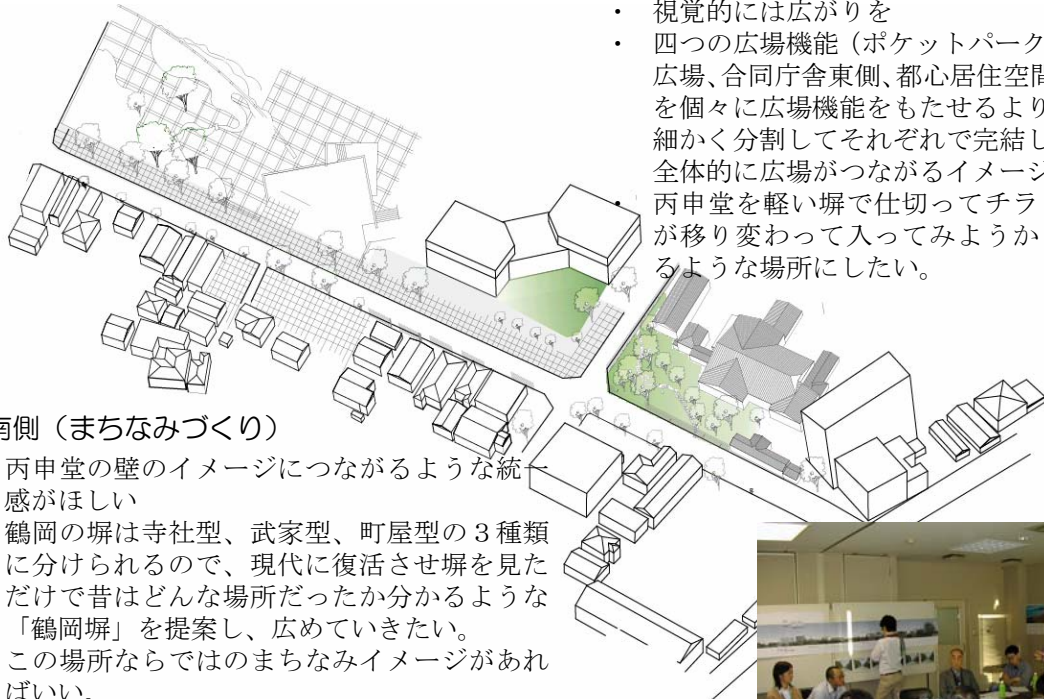 ・ 視覚的には広がりを
・ 四つの広場機能（ポケットパーク
広場、合同庁舎東側、都心居住空間
を個々に広場機能をもたせるより
細かく分割してそれぞれで完結し
全体的に広場がつながるイメージ
・ 丙申堂を軽い塀で仕切ってチラ
が移り変わって入ってみようか
るような場所にしたい。
南側（まちなみづくり）
丙申堂の壁のイメージにつながるような統一
感がほしい
鶴岡の塀は寺社型、武家型、町屋型の３種類
に分けられるので、現代に復活させ塀を見た
だけで昔はどんな場所だったか分かるような
「鶴岡塀」を提案し、広めていきたい。
この場所ならではのまちなみイメージがあれ
ばいい。